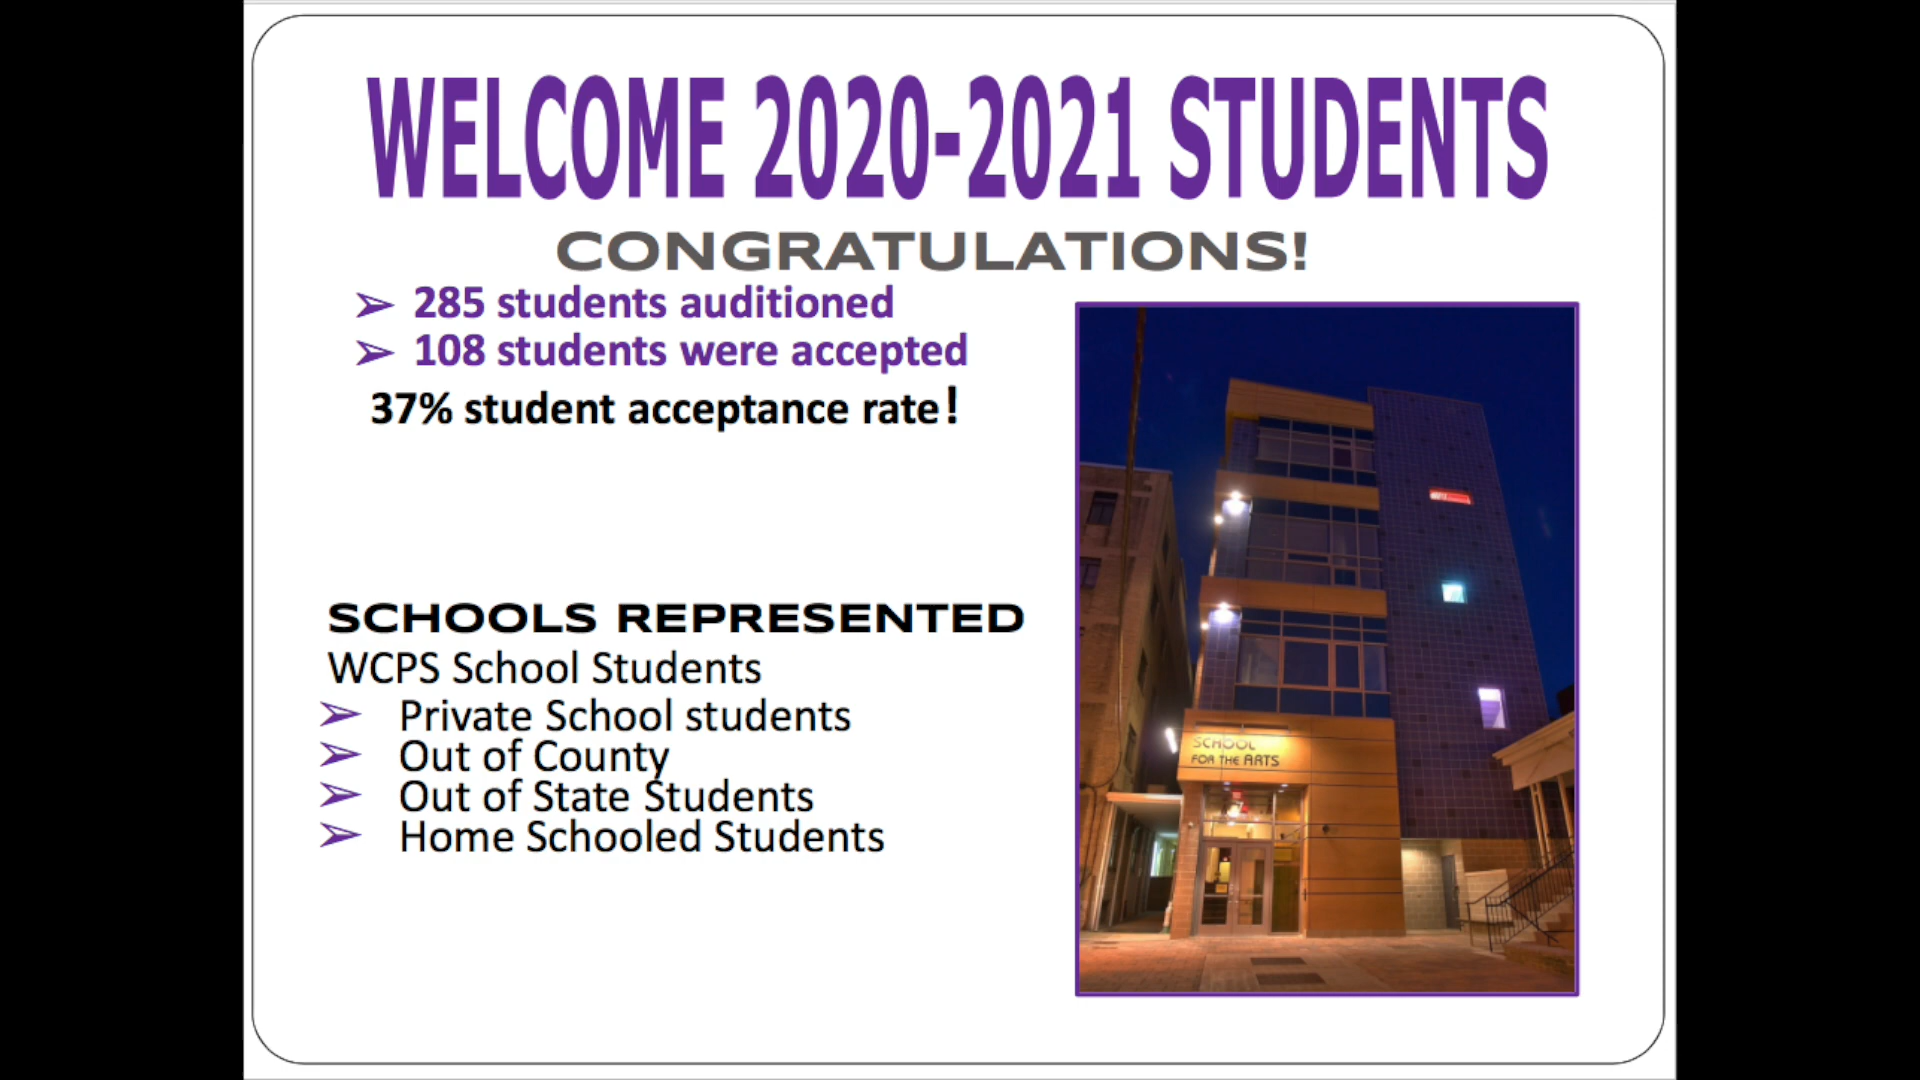 WELCOME 2020-2021 STUDENTS
CONGRATULATIONS!
➢ 285 students auditioned
➢ 108 students were accepted
37% student acceptance rate!
SCHOOLS REPRESENTED
WCPS School Students
➢ Private School students
➢ Out of County
➢ Out of State Students
➢ Home Schooled Students
SCHOOL
FOR THE ARTS